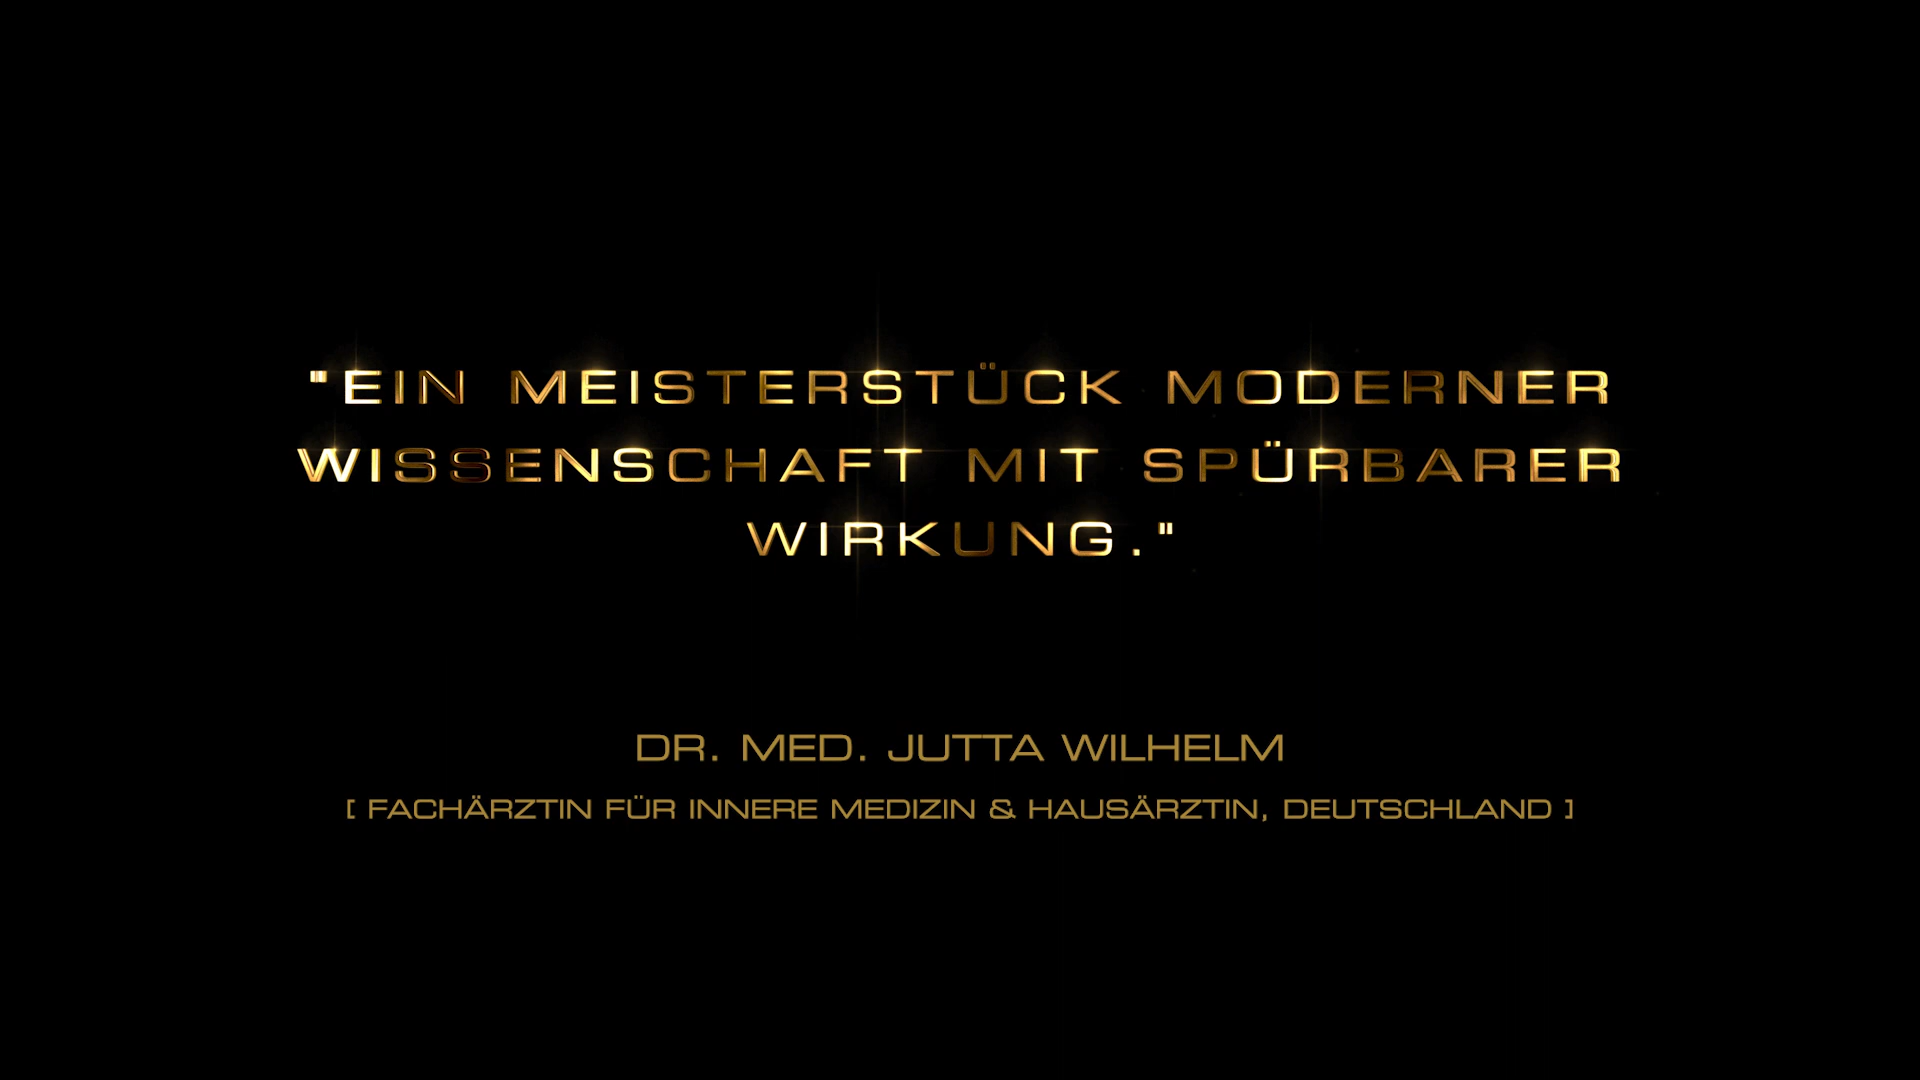 "EIN MEISTERSTÜCK MODERNER
WISSENSCHAFT MIT SPÜRBARER
WIRKUNG."
DR. MED. JUTTA WILHELM
[ FACHÄRZTIN FÜR INNERE MEDIZIN & HAUSÄRZTIN, DEUTSCHLAND ]